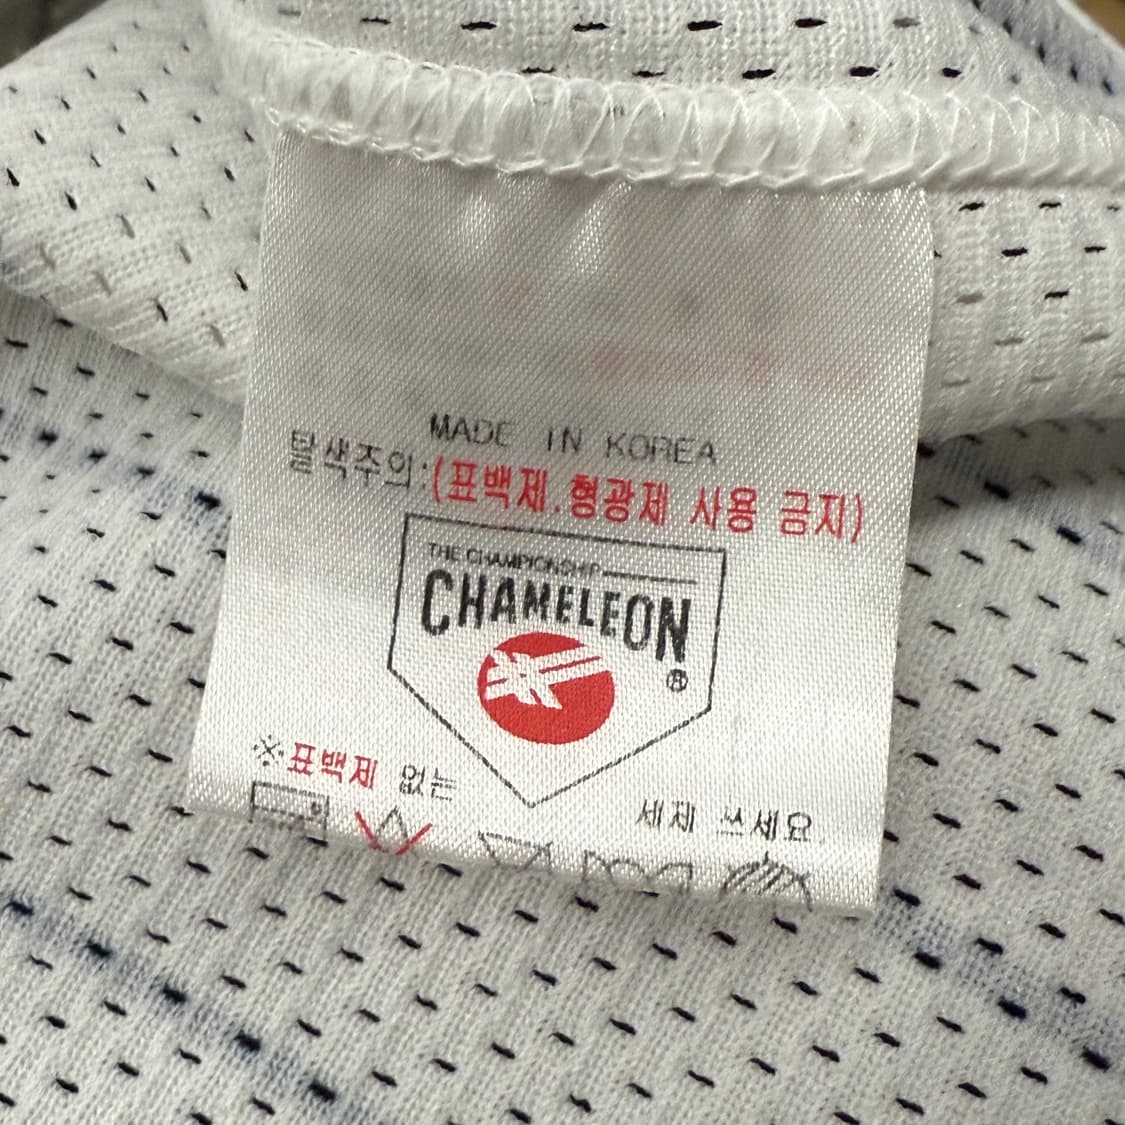 MADE IN KOREA
탈색주의:(표백제.형광제 사용 금지)
THE CHAMPIONSHIP
CHAMELEON
®
※표백제 없는 세제 쓰세요